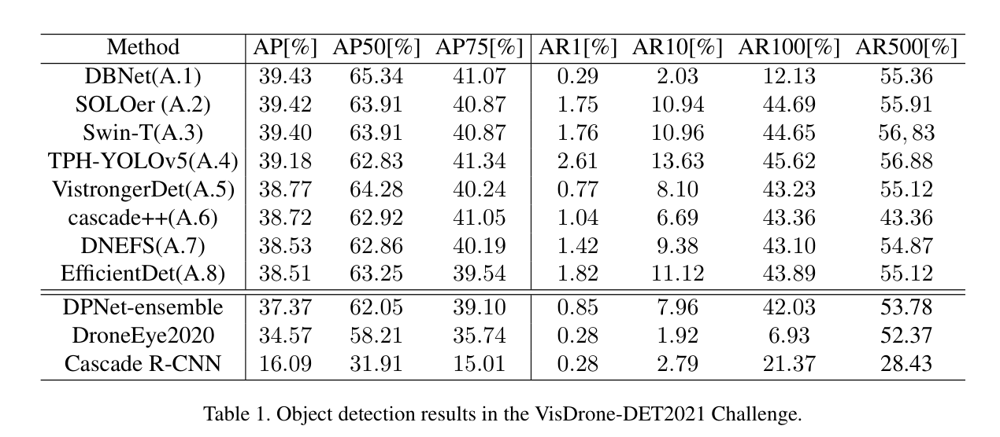 Method AP[%] AP50[%] AP75[%] AR1[%] AR10[%] AR100[%] AR500[%]
DBNet(A.1) 39.43 65.34 41.07 0.29 2.03 12.13 55.36
SOLOer (A.2) 39.42 63.91 40.87 1.75 10.94 44.69 55.91
Swin-T(A.3) 39.40 63.91 40.87 1.76 10.96 44.65 56, 83
TPH-YOLOv5(A.4) 39.18 62.83 41.34 2.61 13.63 45.62 56.88
VistrongerDet(A.5) 38.77 64.28 40.24 0.77 8.10 43.23 55.12
cascade++(A.6) 38.72 62.92 41.05 1.04 6.69 43.36 43.36
DNEFS(A.7) 38.53 62.86 40.19 1.42 9.38 43.10 54.87
EfficientDet(A.8) 38.51 63.25 39.54 1.82 11.12 43.89 55.12
DPNet-ensemble 37.37 62.05 39.10 0.85 7.96 42.03 53.78
DroneEye2020 34.57 58.21 35.74 0.28 1.92 6.93 52.37
Cascade R-CNN 16.09 31.91 15.01 0.28 2.79 21.37 28.43
Table 1. Object detection results in the VisDrone-DET2021 Challenge.